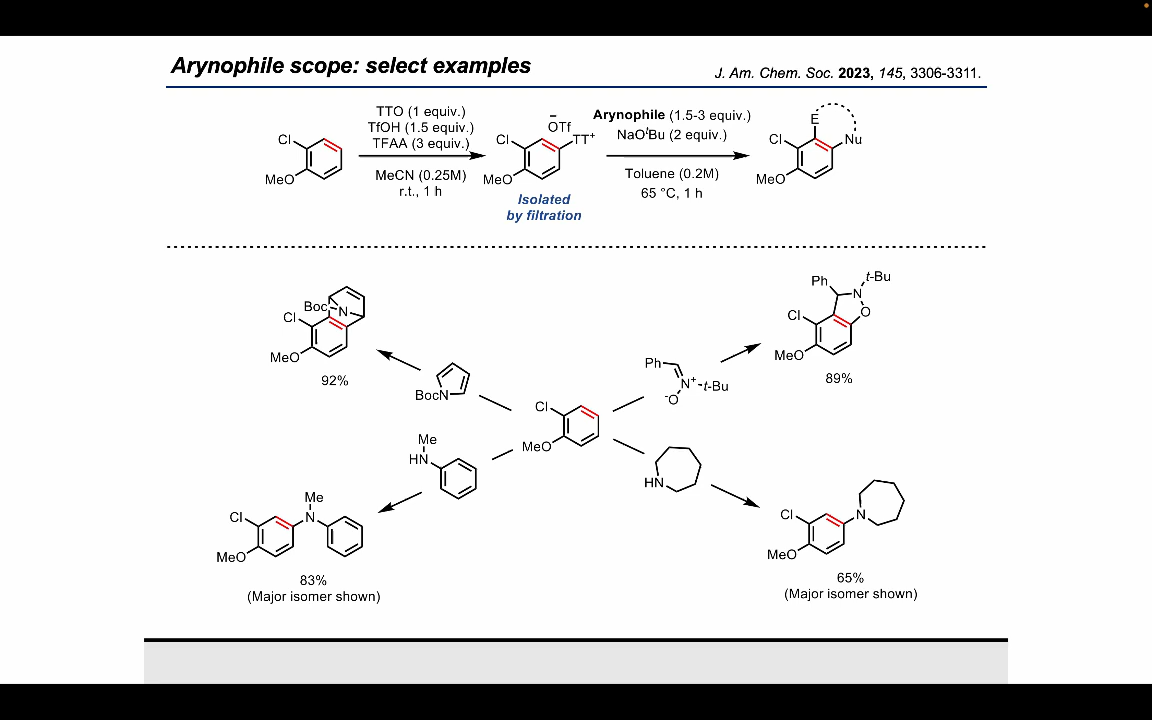 Arynophile scope: select examples
J. Am. Chem. Soc. 2023, 145, 3306-3311.
TTO (1 equiv.)
TfOH (1.5 equiv.)
TFAA (3 equiv.)
MeCN (0.25M)
r.t., 1 h
Cl
MeO
Cl
MeO
⁻OTf
TT⁺
Isolated
by filtration
Arynophile (1.5-3 equiv.)
NaOᵗBu (2 equiv.)
Toluene (0.2M)
65 °C, 1 h
E
Nu
Cl
MeO
Boc
N
Cl
MeO
92%
BocN
Ph
N⁺
t-Bu
⁻O
Ph
N
t-Bu
O
Cl
MeO
89%
Cl
MeO
Me
HN
HN
Me
N
Cl
MeO
83%
(Major isomer shown)
Cl
N
MeO
65%
(Major isomer shown)